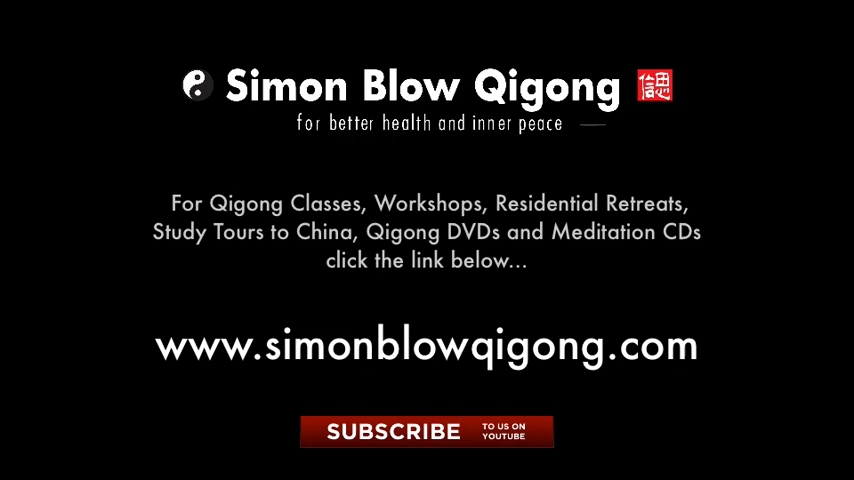 Simon Blow Qigong
for better health and inner peace
For Qigong Classes, Workshops, Residential Retreats,
Study Tours to China, Qigong DVDs and Meditation CDs
click the link below...
www.simonblowqigong.com
SUBSCRIBE TO US ON YOUTUBE